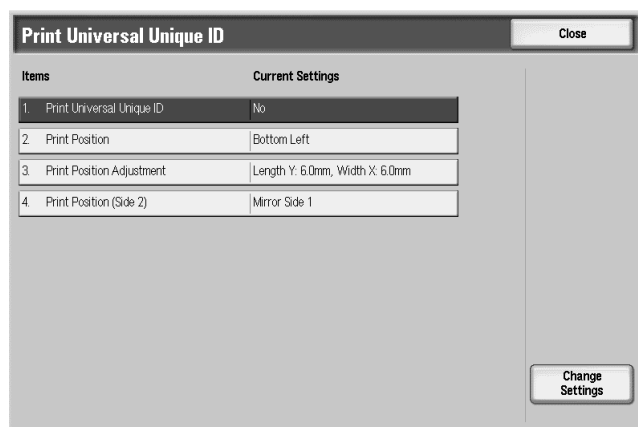 Print Universal Unique ID
Close
Items Current Settings
1. Print Universal Unique ID No
2. Print Position Bottom Left
3. Print Position Adjustment Length Y: 6.0mm, Width X: 6.0mm
4. Print Position (Side 2) Mirror Side 1
Change
Settings